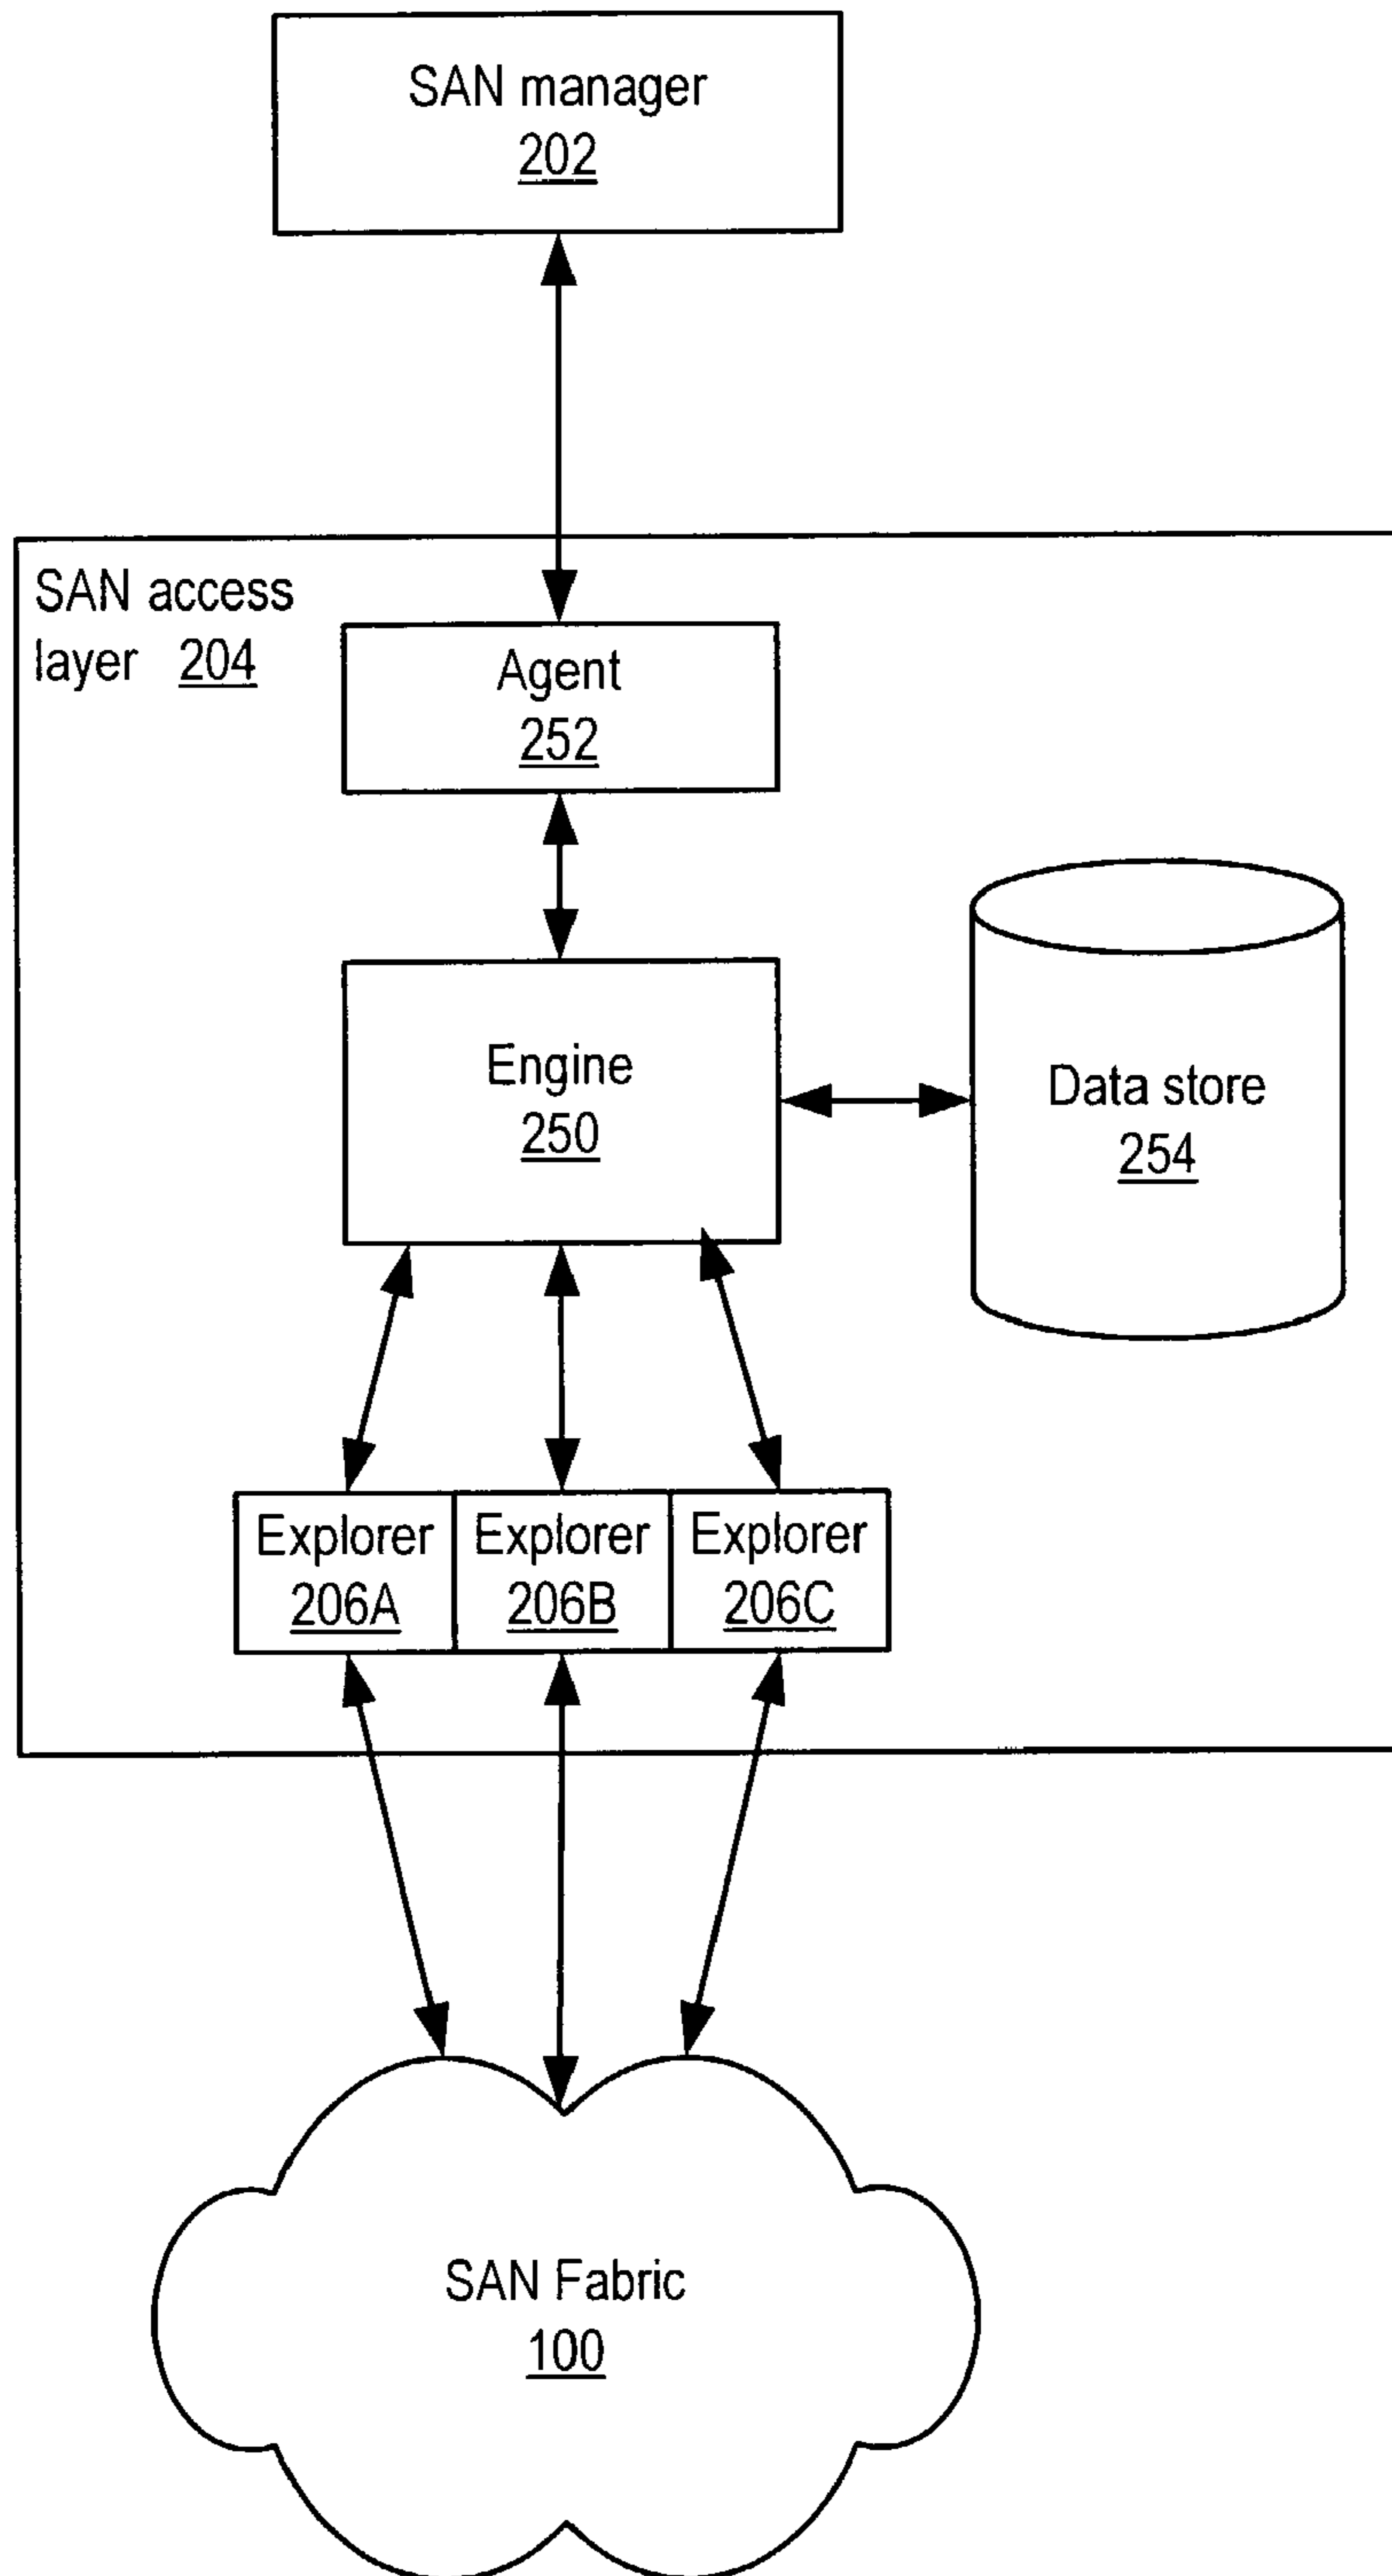 SAN manager
202
SAN access
layer 204
Agent
252
Engine
250
Data store
254
Explorer
206A
Explorer
206B
Explorer
206C
SAN Fabric
100